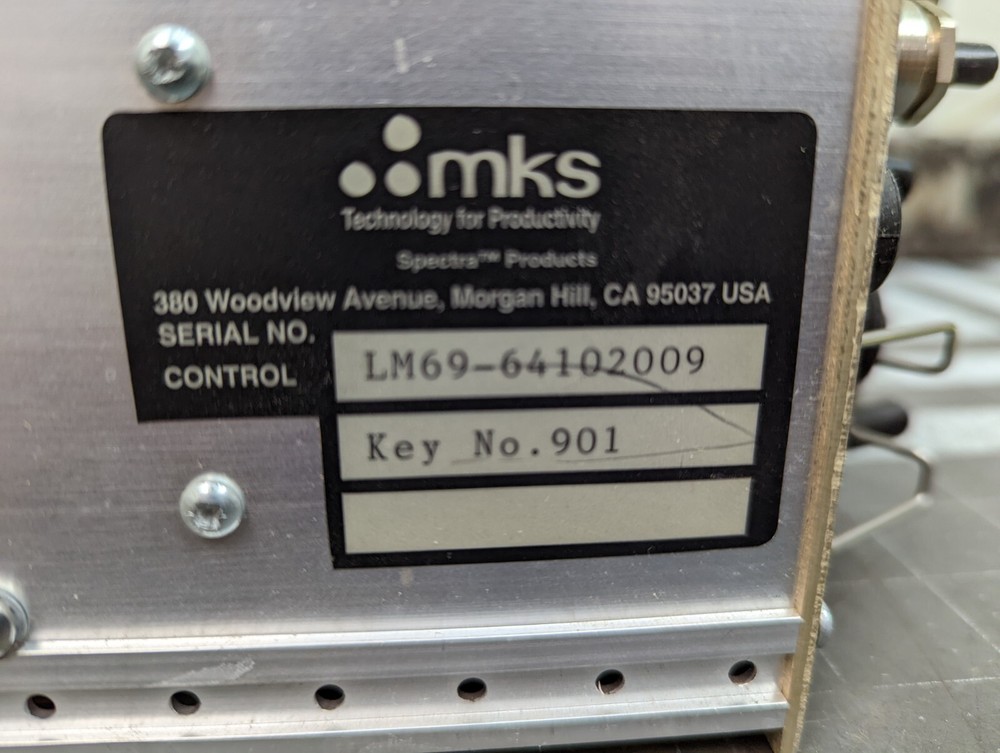 mks
Technology for Productivity
Spectra™ Products
380 Woodview Avenue, Morgan Hill, CA 95037 USA
SERIAL NO. LM69-64102009
CONTROL
Key No.901